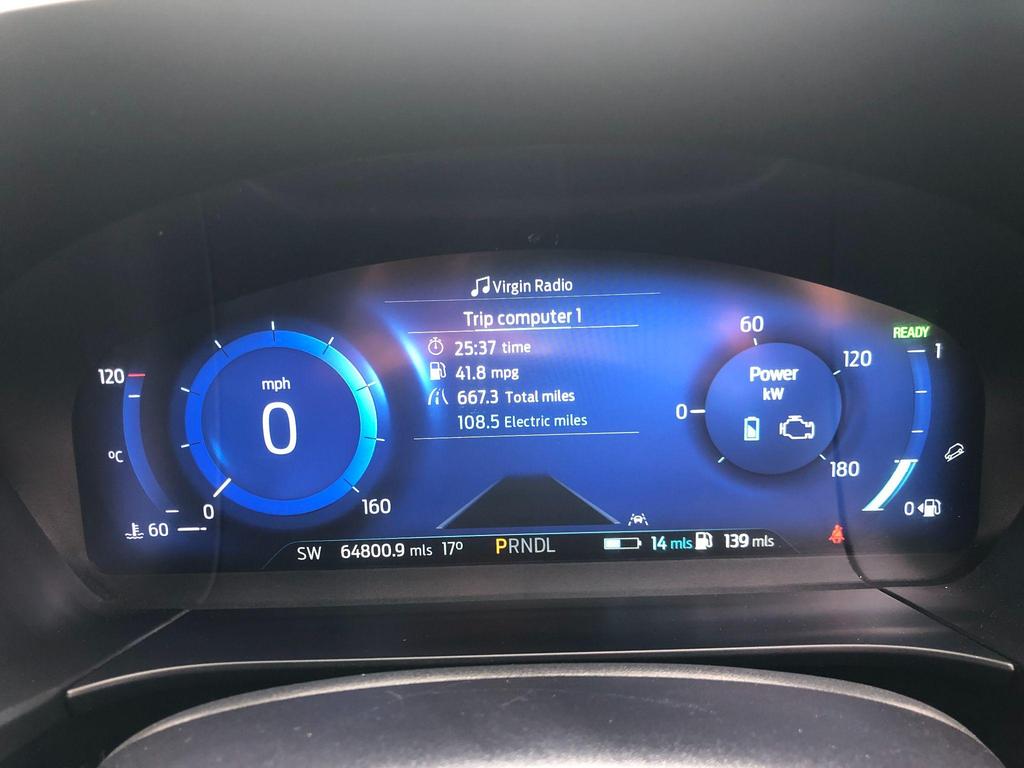 Virgin Radio
Trip computer 1
25:37 time
41.8 mpg
667.3 Total miles
108.5 Electric miles
120
ºC
60
mph
0
0
160
60
120
0
Power
kW
180
READY
1
0
SW 64800.9 mls 17º PRNDL 14 mls 139 mls